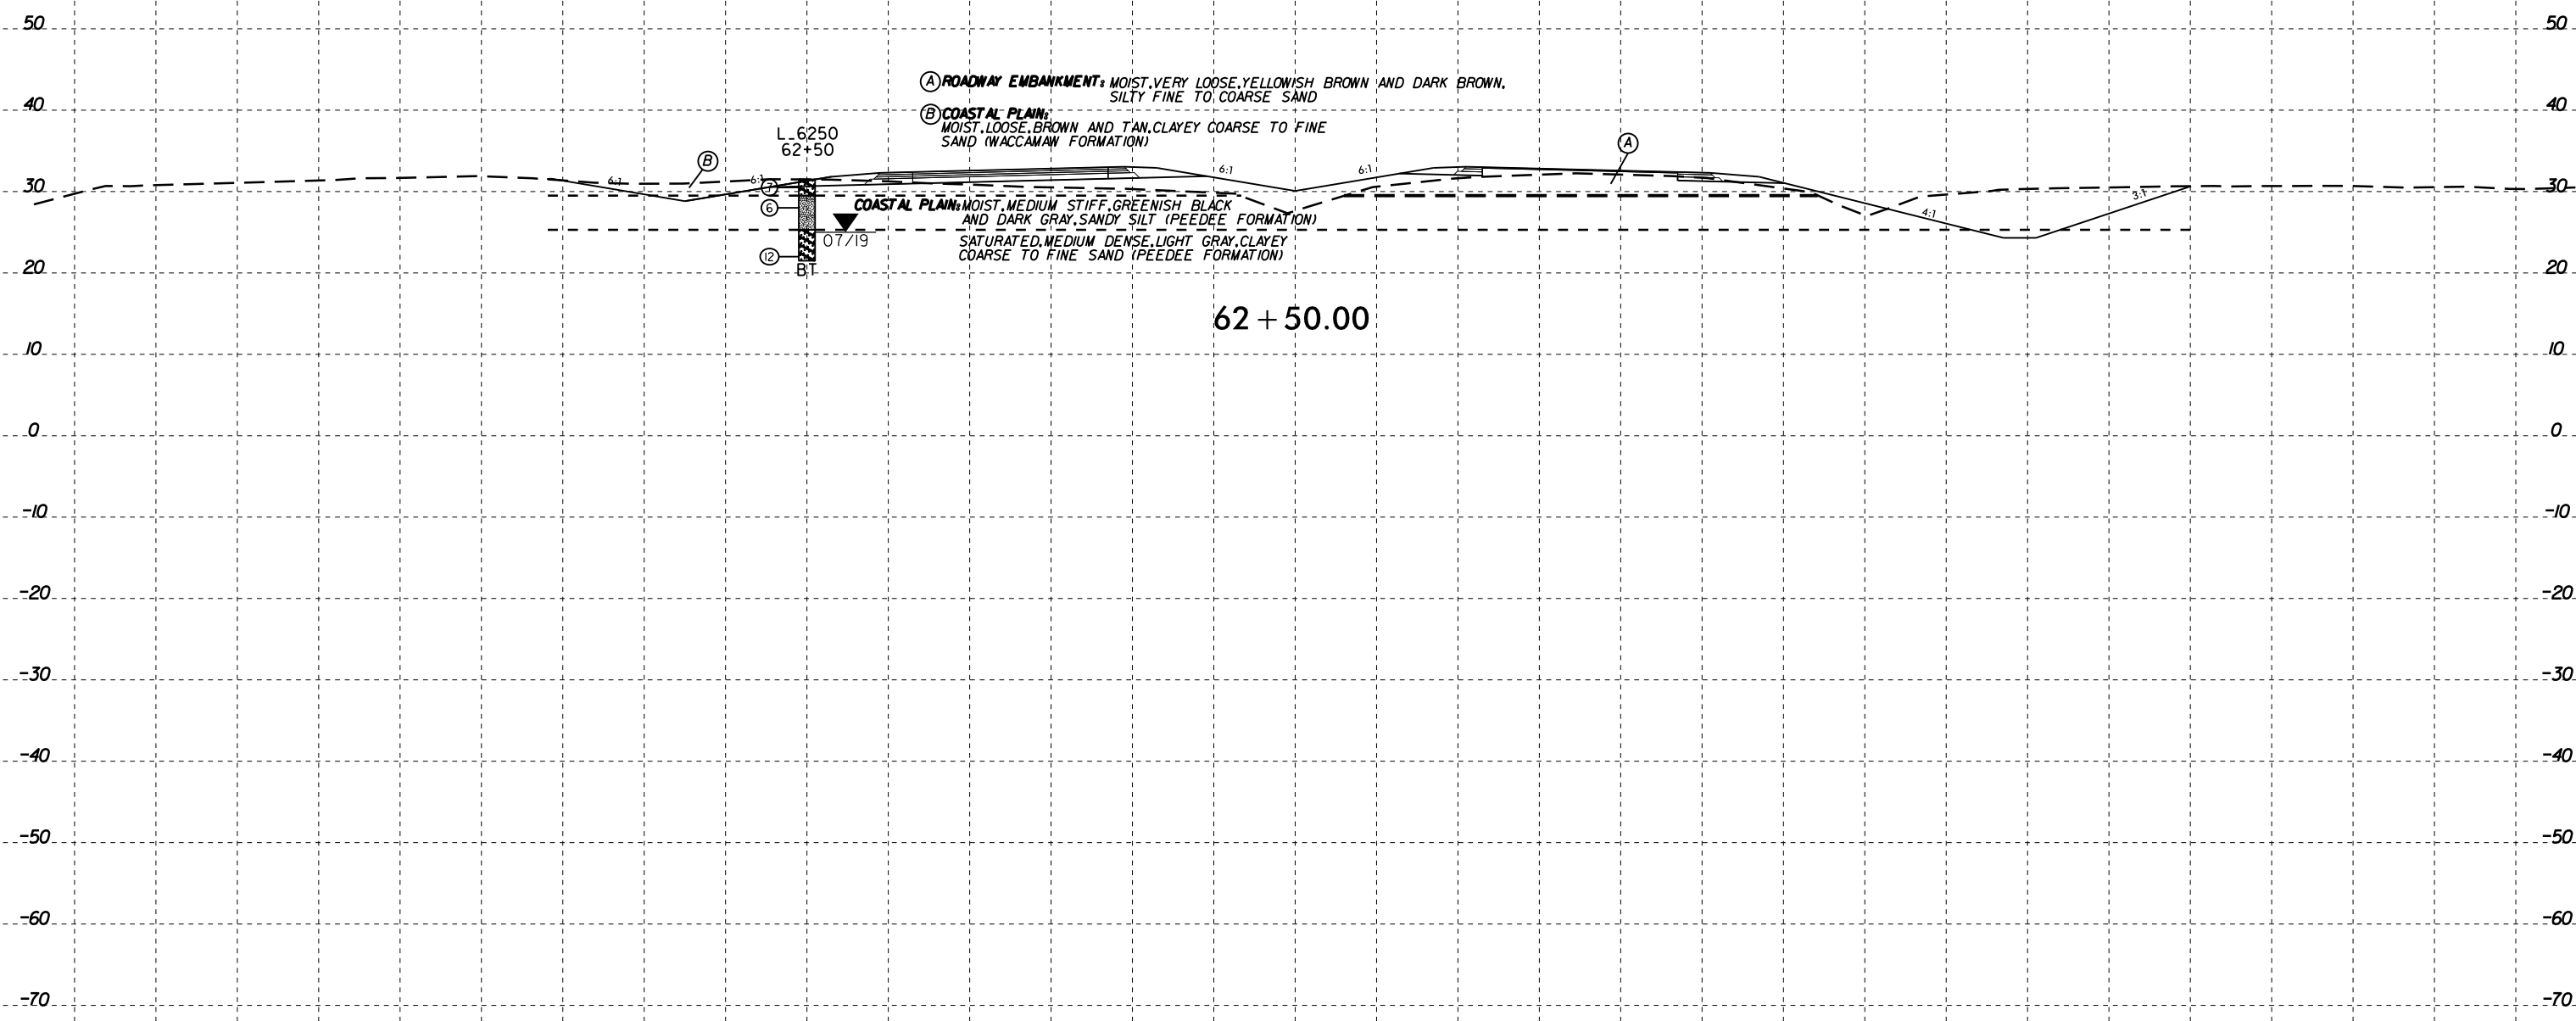 50 50
Ⓐ ROADWAY EMBANKMENT: MOIST, VERY LOOSE, YELLOWISH BROWN AND DARK BROWN,
SILTY FINE TO COARSE SAND
40 40
Ⓑ COASTAL PLAIN:
MOIST, LOOSE, BROWN AND TAN, CLAYEY COARSE TO FINE
SAND (WACCAMAW FORMATION)
L_6250
62+50
A
B
6:1 6:1 6:1 6:1
30 30
7
3:1
COASTAL PLAIN: MOIST, MEDIUM STIFF, GREENISH BLACK
AND DARK GRAY, SANDY SILT (PEEDEE FORMATION)
6
4:1
07/19
SATURATED, MEDIUM DENSE, LIGHT GRAY, CLAYEY
COARSE TO FINE SAND (PEEDEE FORMATION)
12
BT
20 20
62+50.00
10 10
0 0
-10 -10
-20 -20
-30 -30
-40 -40
-50 -50
-60 -60
-70 -70